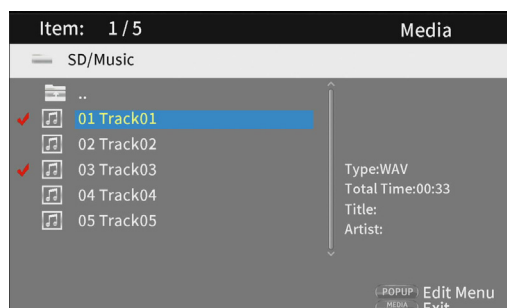 Item: 1/5 Media
SD/Music
..
01 Track01
02 Track02
03 Track03
04 Track04
05 Track05
Type:WAV
Total Time:00:33
Title:
Artist:
POPUP Edit Menu
MEDIA Exit